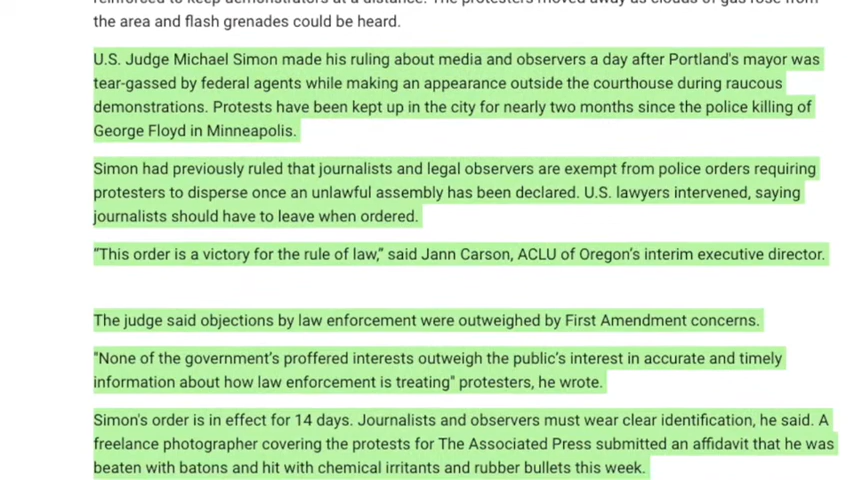 reinforced to keep demonstrators at a distance. The protesters moved away as clouds of gas rose from
the area and flash grenades could be heard.
U.S. Judge Michael Simon made his ruling about media and observers a day after Portland's mayor was
tear-gassed by federal agents while making an appearance outside the courthouse during raucous
demonstrations. Protests have been kept up in the city for nearly two months since the police killing of
George Floyd in Minneapolis.
Simon had previously ruled that journalists and legal observers are exempt from police orders requiring
protesters to disperse once an unlawful assembly has been declared. U.S. lawyers intervened, saying
journalists should have to leave when ordered.
“This order is a victory for the rule of law,” said Jann Carson, ACLU of Oregon’s interim executive director.
The judge said objections by law enforcement were outweighed by First Amendment concerns.
"None of the government’s proffered interests outweigh the public’s interest in accurate and timely
information about how law enforcement is treating" protesters, he wrote.
Simon's order is in effect for 14 days. Journalists and observers must wear clear identification, he said. A
freelance photographer covering the protests for The Associated Press submitted an affidavit that he was
beaten with batons and hit with chemical irritants and rubber bullets this week.